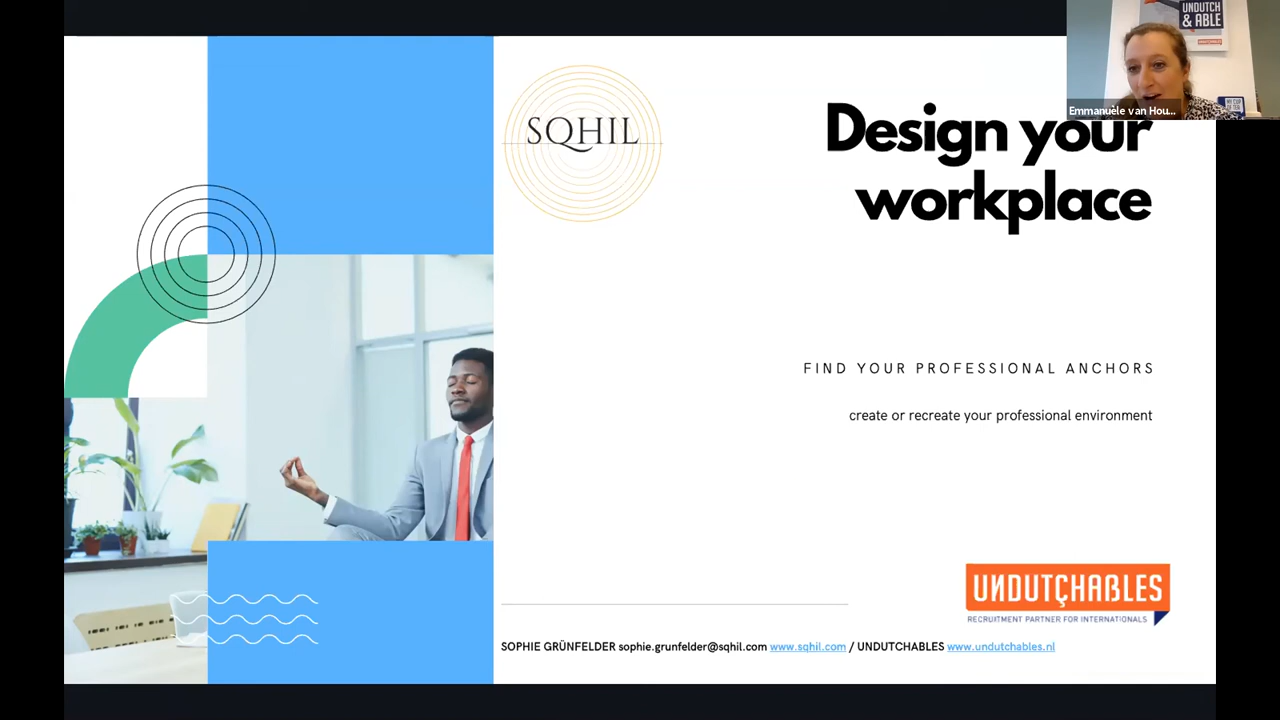 UNDUTCH
& ABLE
Emmanuèle van Hou...
SQHIL
Design your
workplace
FIND YOUR PROFESSIONAL ANCHORS
create or recreate your professional environment
UNDUTCHABLES
RECRUITMENT PARTNER FOR INTERNATIONALS
SOPHIE GRÜNFELDER sophie.grunfelder@sqhil.com www.sqhil.com / UNDUTCHABLES www.undutchables.nl